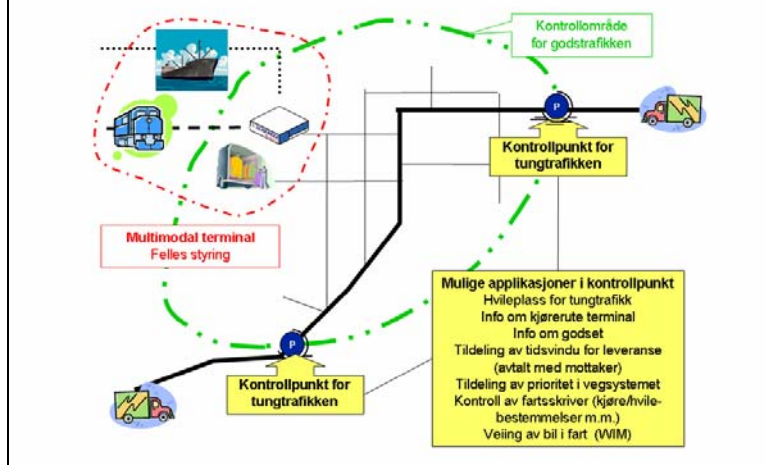 Kontrollområde
for godstrafikken
P
Kontrollpunkt for
tungtrafikken
Multimodal terminal
Felles styring
Mulige applikasjoner i kontrollpunkt
Hvileplass for tungtrafikk
Info om kjørerute terminal
Info om godset
Tildeling av tidsvindu for leveranse
(avtalt med mottaker)
Tildeling av prioritet i vegsystemet
Kontroll av fartsskriver (kjøre/hvile-
bestemmelser m.m.)
Veiing av bil i fart (WIM)
P
Kontrollpunkt for
tungtrafikken